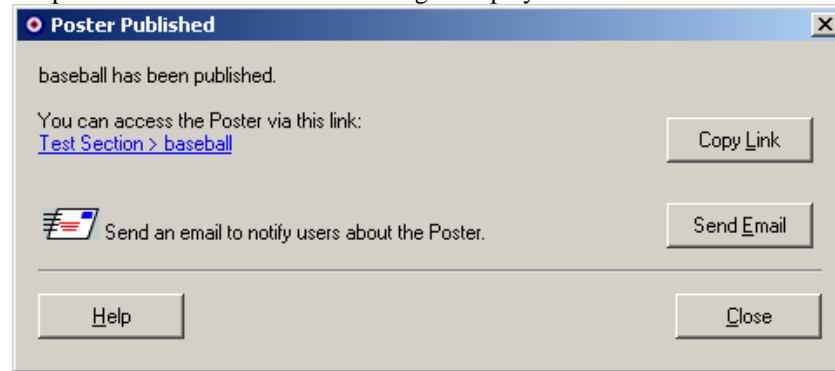 Poster Published
baseball has been published.
You can access the Poster via this link:
Test Section > baseball
Copy Link
Send an email to notify users about the Poster.
Send Email
Help
Close